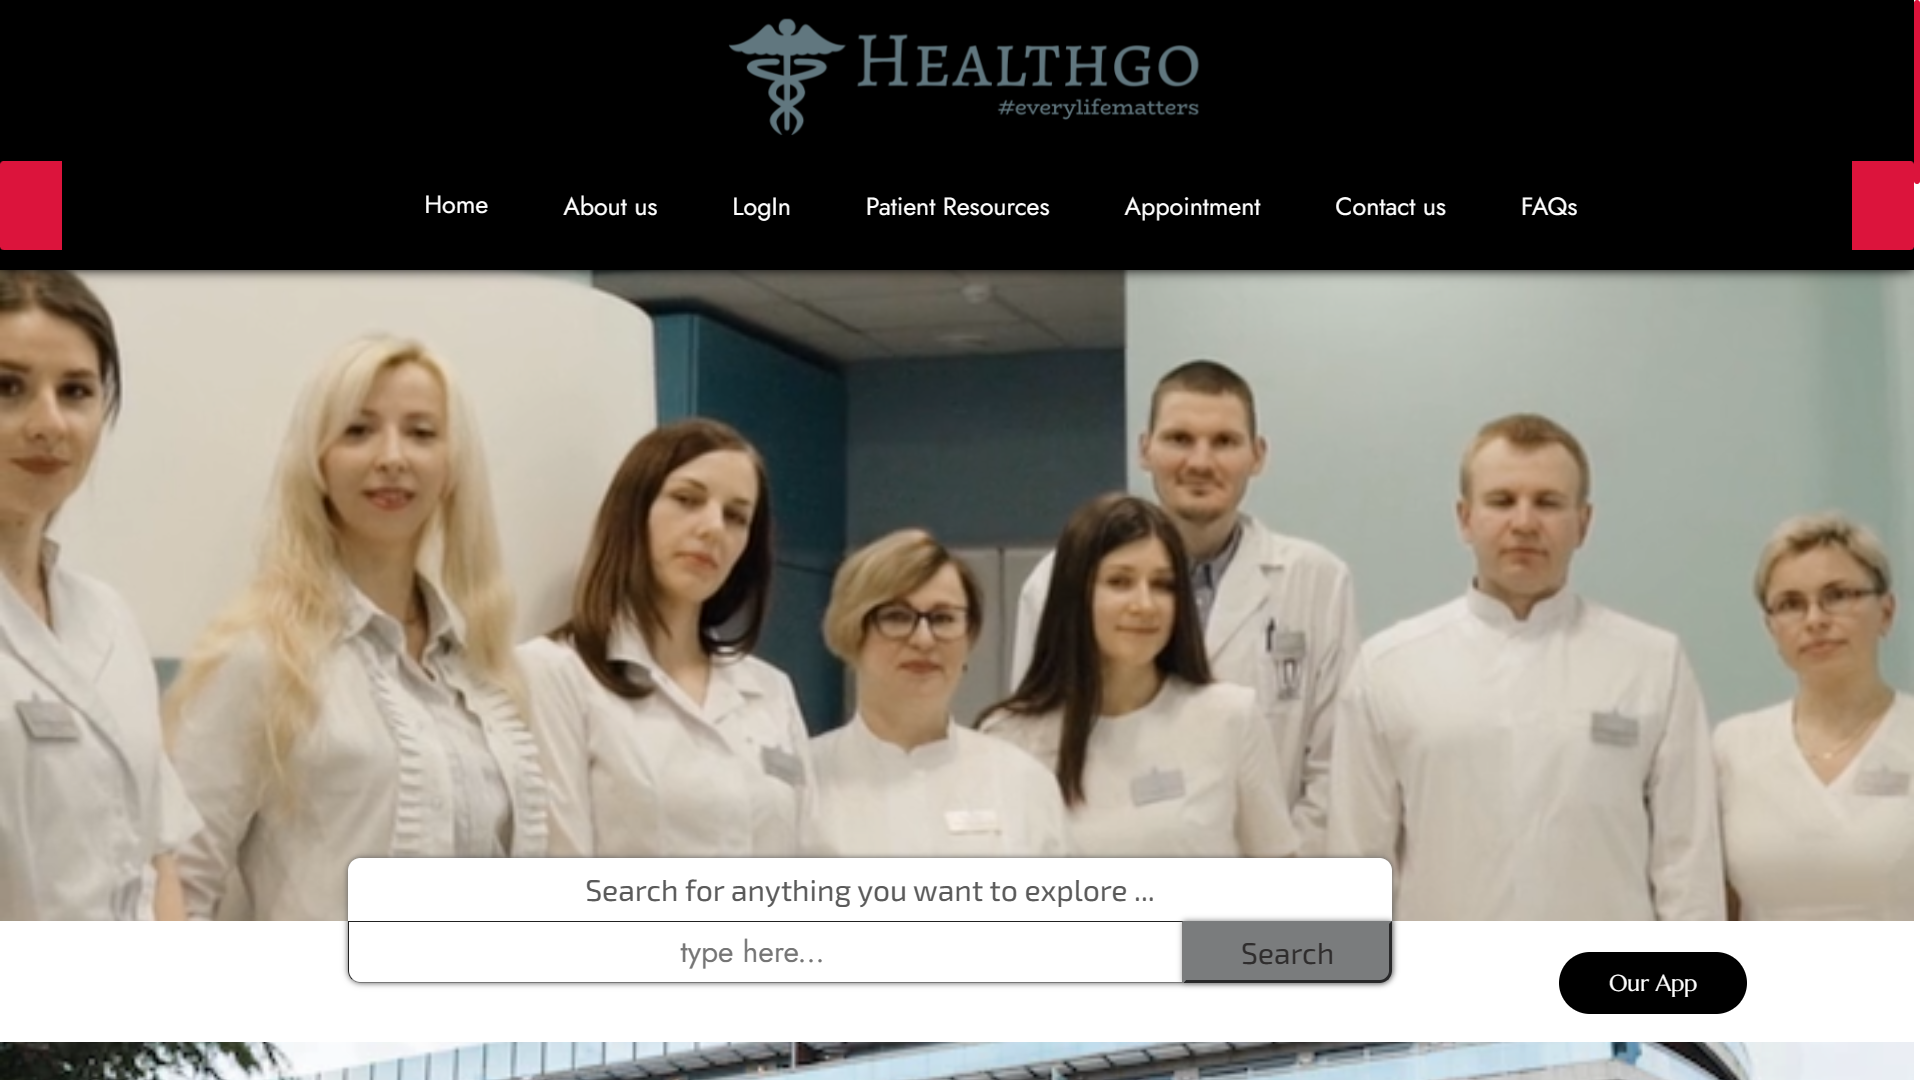 HEALTHGO
#everylifematters
Home
About us
LogIn
Patient Resources
Appointment
Contact us
FAQs
Search for anything you want to explore ...
type here...
Search
Our App